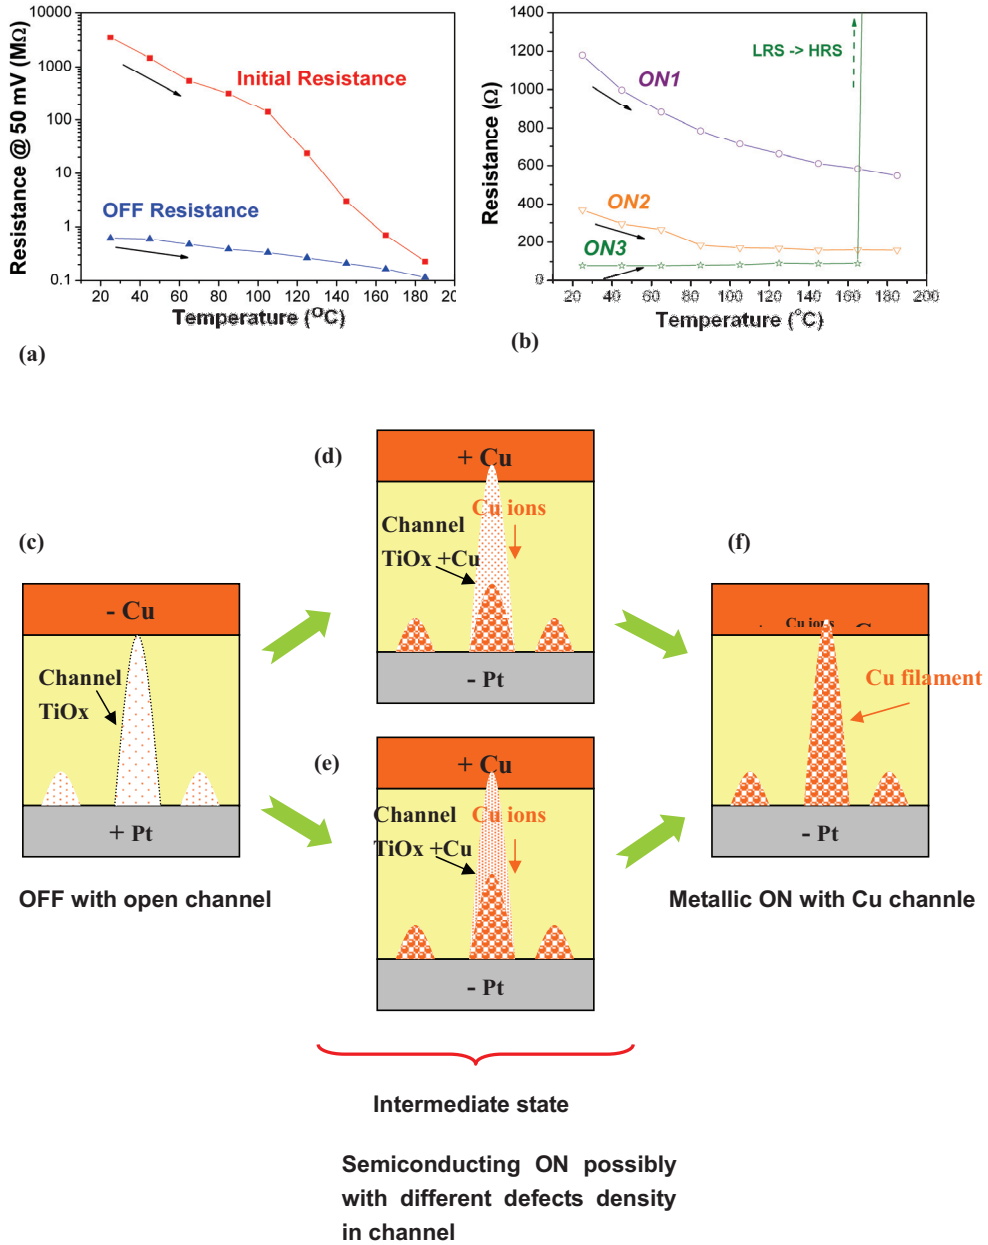 10000
1000
100
10
1
0.1
Resistance @ 50 mV (MΩ)
Initial Resistance
OFF Resistance
20 40 60 80 100 120 140 160 180 20
Temperature (°C)
(a)
1400
1200
1000
800
600
400
200
0
Resistance (Ω)
LRS -> HRS
ON1
ON2
ON3
20 40 60 80 100 120 140 160 180 200
Temperature (°C)
(b)
(c)
- Cu
Channel
TiOx
+ Pt
OFF with open channel
(d)
+ Cu
Cu ions
Channel
TiOx +Cu
- Pt
(e)
+ Cu
Channel
Cu ions
TiOx +Cu
- Pt
(f)
Cu ions
Cu filament
- Pt
Metallic ON with Cu channle
Intermediate state
Semiconducting ON possibly
with different defects density
in channel